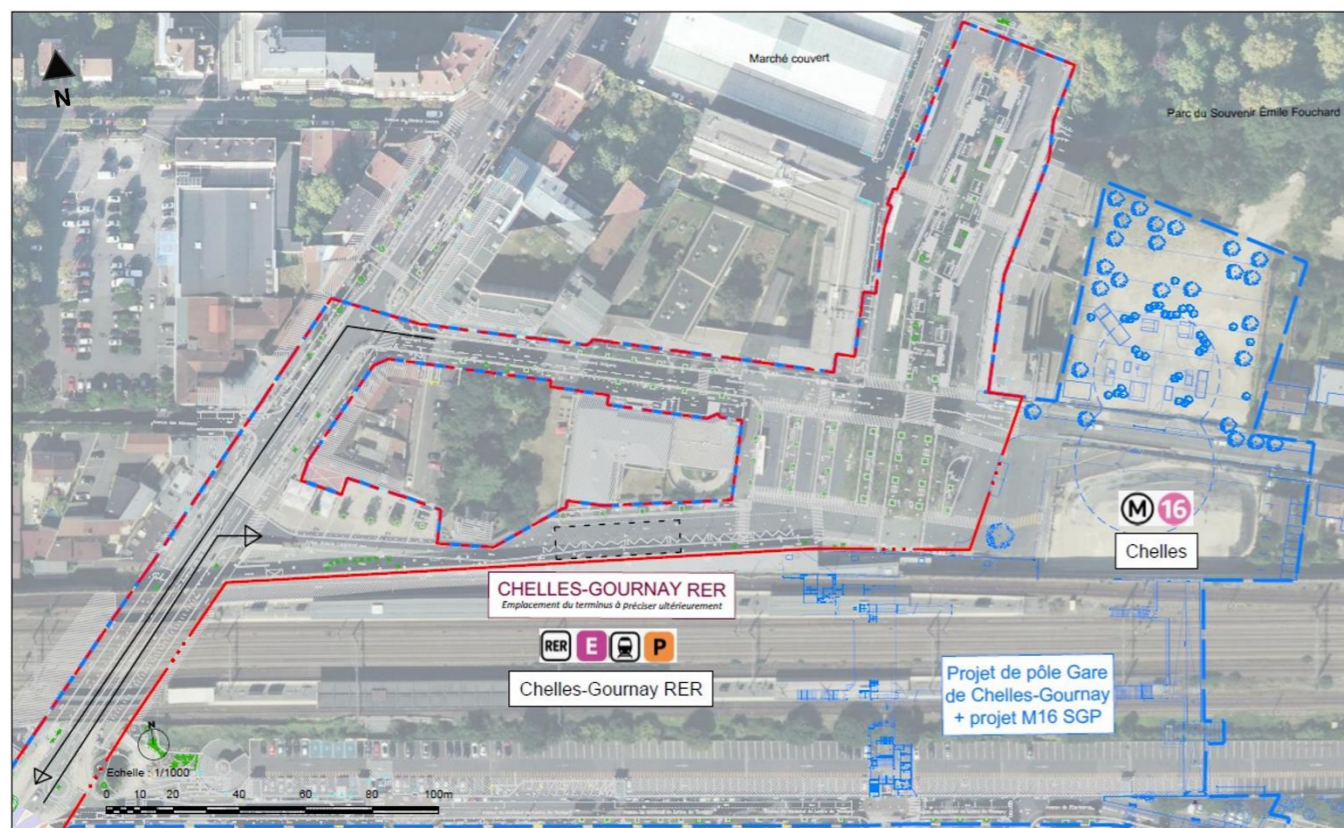 Marché couvert
N
Parc du Souvenir Émile Fouchard
M 16
Chelles
CHELLES-GOURNAY RER
Emplacement du terminus à préciser ultérieurement
RER E P
Chelles-Gournay RER
Projet de pôle Gare
de Chelles-Gournay
+ projet M16 SGP
N
Echelle : 1/1000
0 10 20 40 60 80 100m